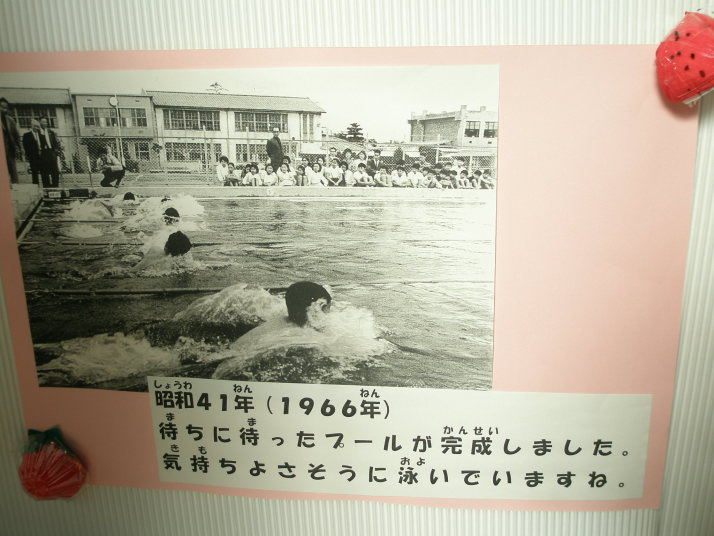 昭和41年(1966年)
待ちに待ったプールが完成しました。
気持ちよさそうに泳いでいますね。